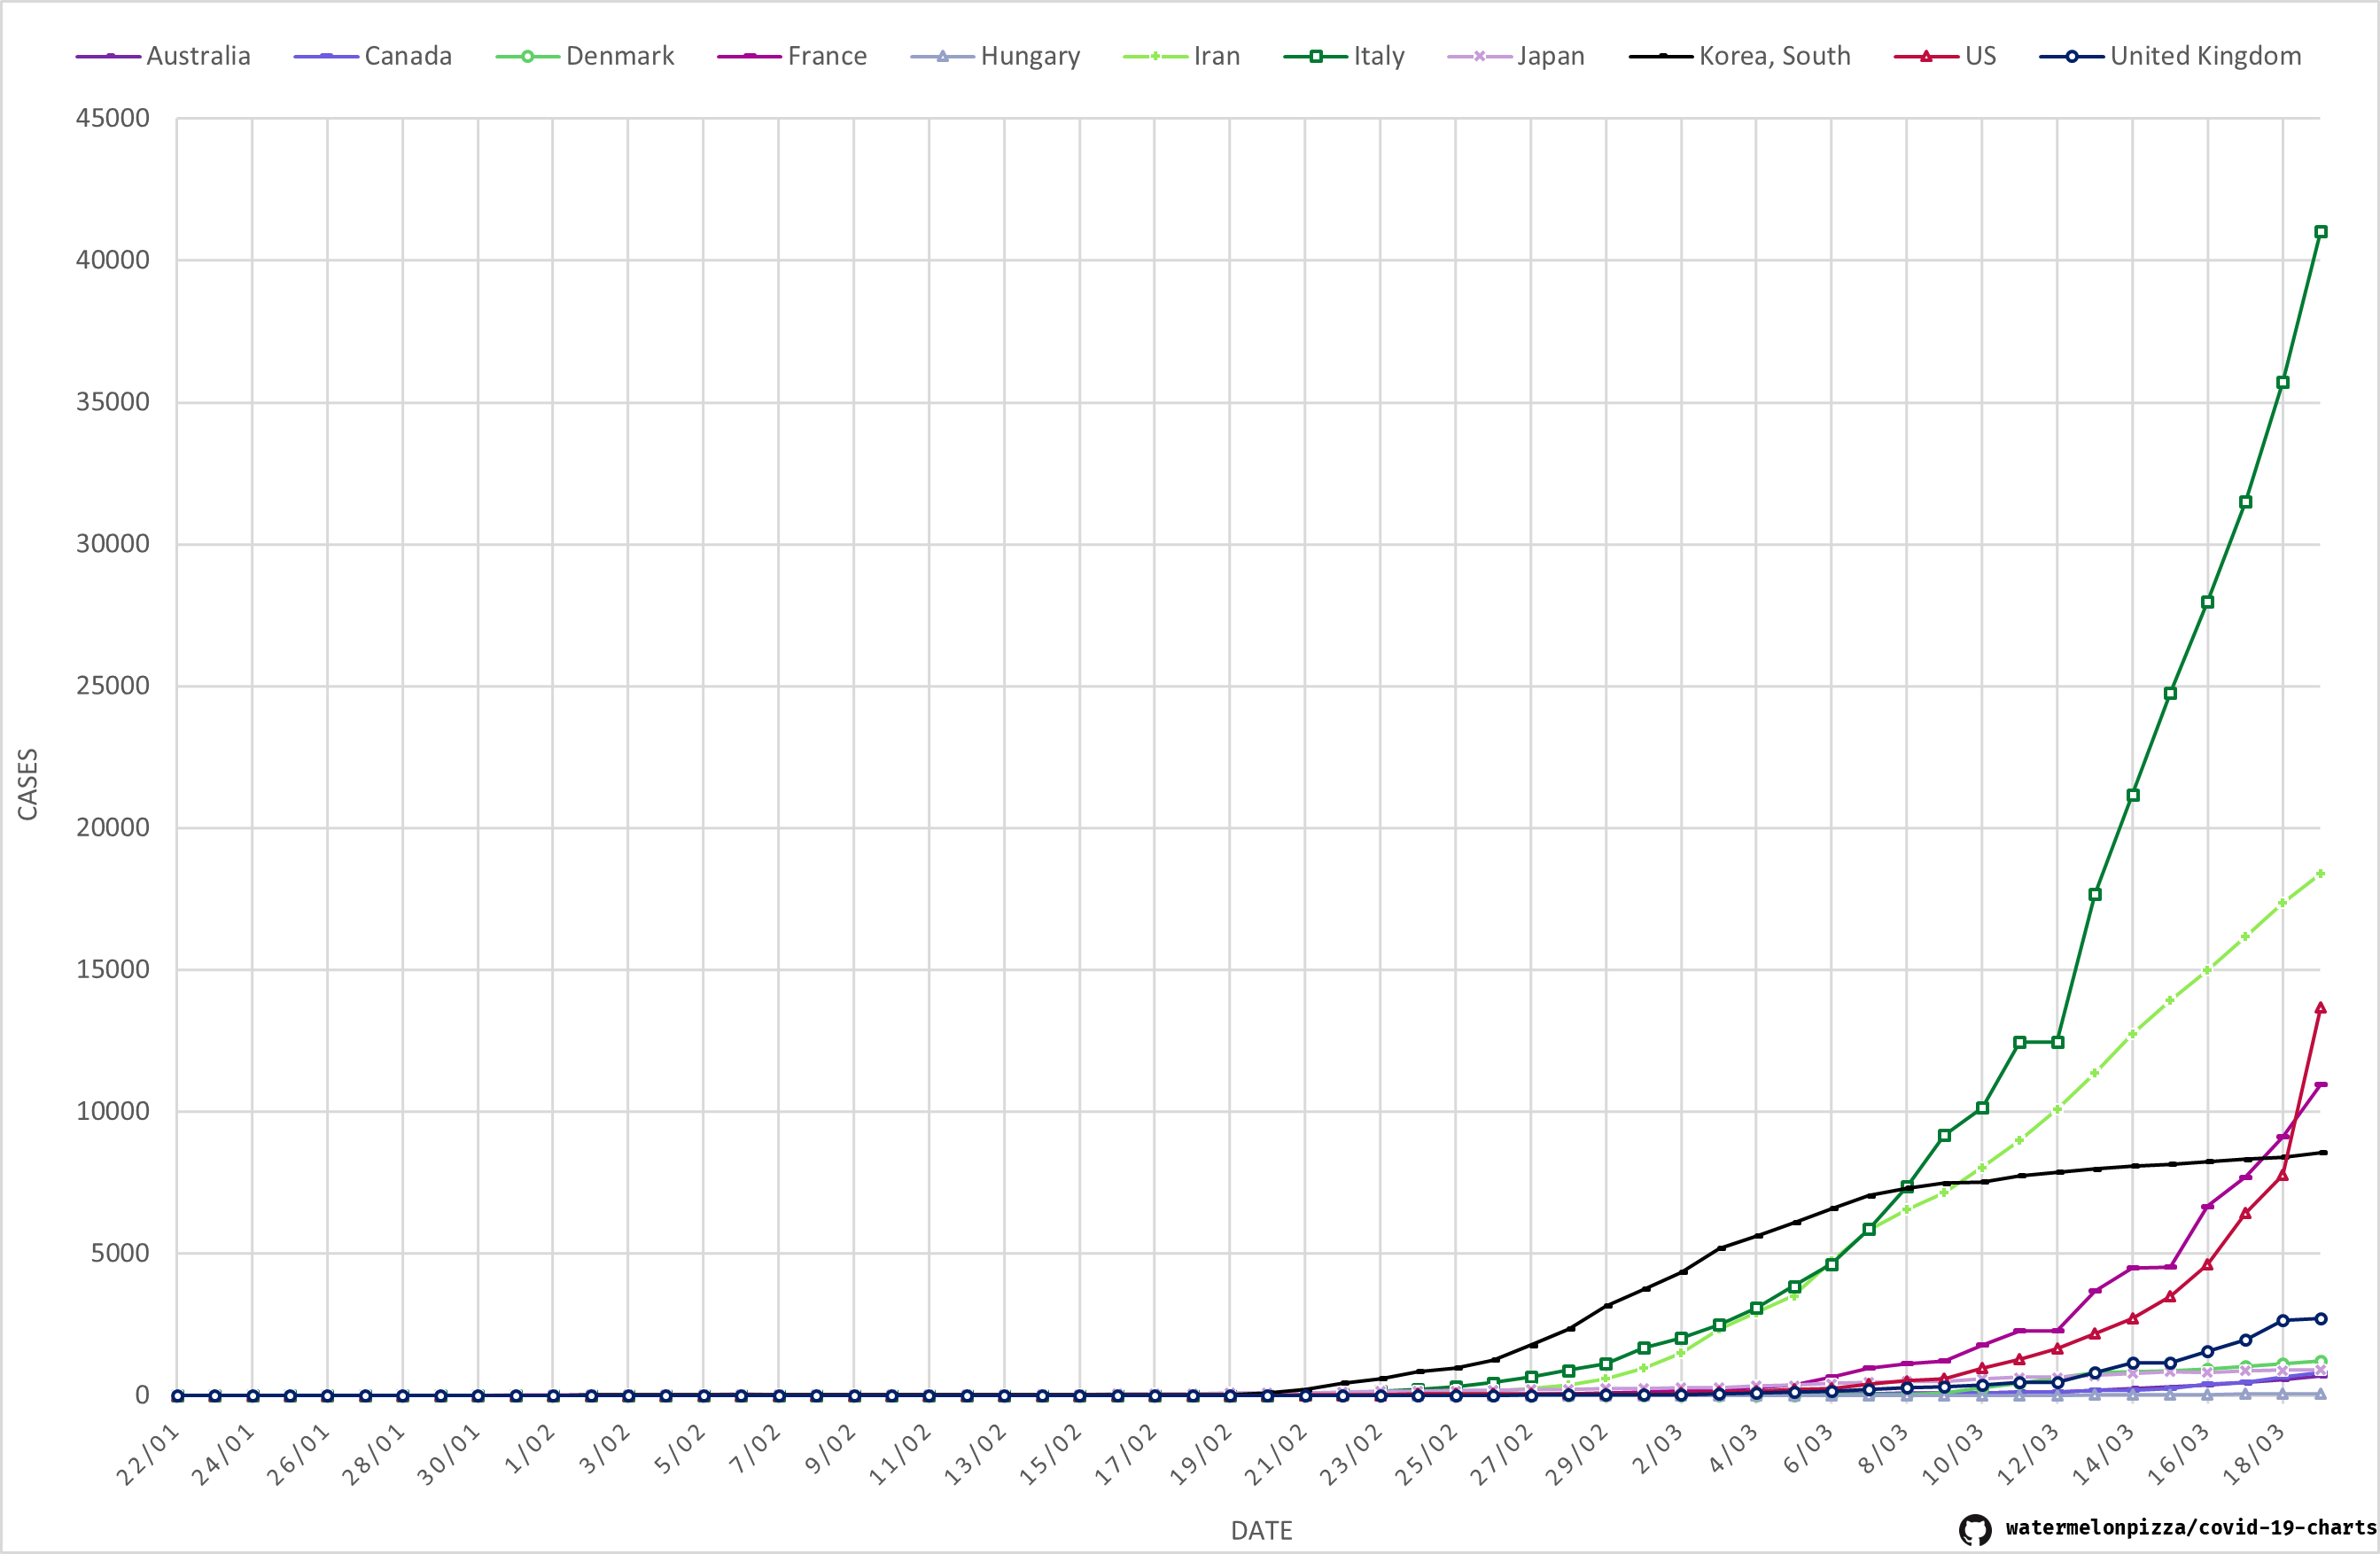 Australia Canada Denmark France Hungary Iran Italy Japan Korea, South US United Kingdom
45000
40000
35000
30000
25000
20000
15000
10000
5000
0
CASES
22/01 24/01 26/01 28/01 30/01 1/02 3/02 5/02 7/02 9/02 11/02 13/02 15/02 17/02 19/02 21/02 23/02 25/02 27/02 29/02 2/03 4/03 6/03 8/03 10/03 12/03 14/03 16/03 18/03
DATE
watermelonpizza/covid-19-charts